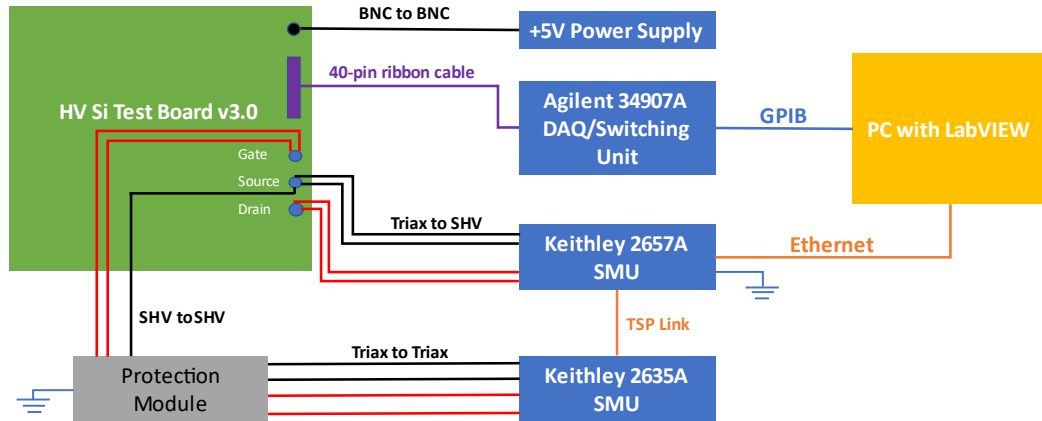 BNC to BNC
+5V Power Supply
40-pin ribbon cable
HV Si Test Board v3.0
Agilent 34907A
DAQ/Switching
Unit
GPIB
PC with LabVIEW
Gate
Source
Drain
Triax to SHV
Keithley 2657A
SMU
Ethernet
SHV toSHV
TSP Link
Triax to Triax
Protection
Module
Keithley 2635A
SMU